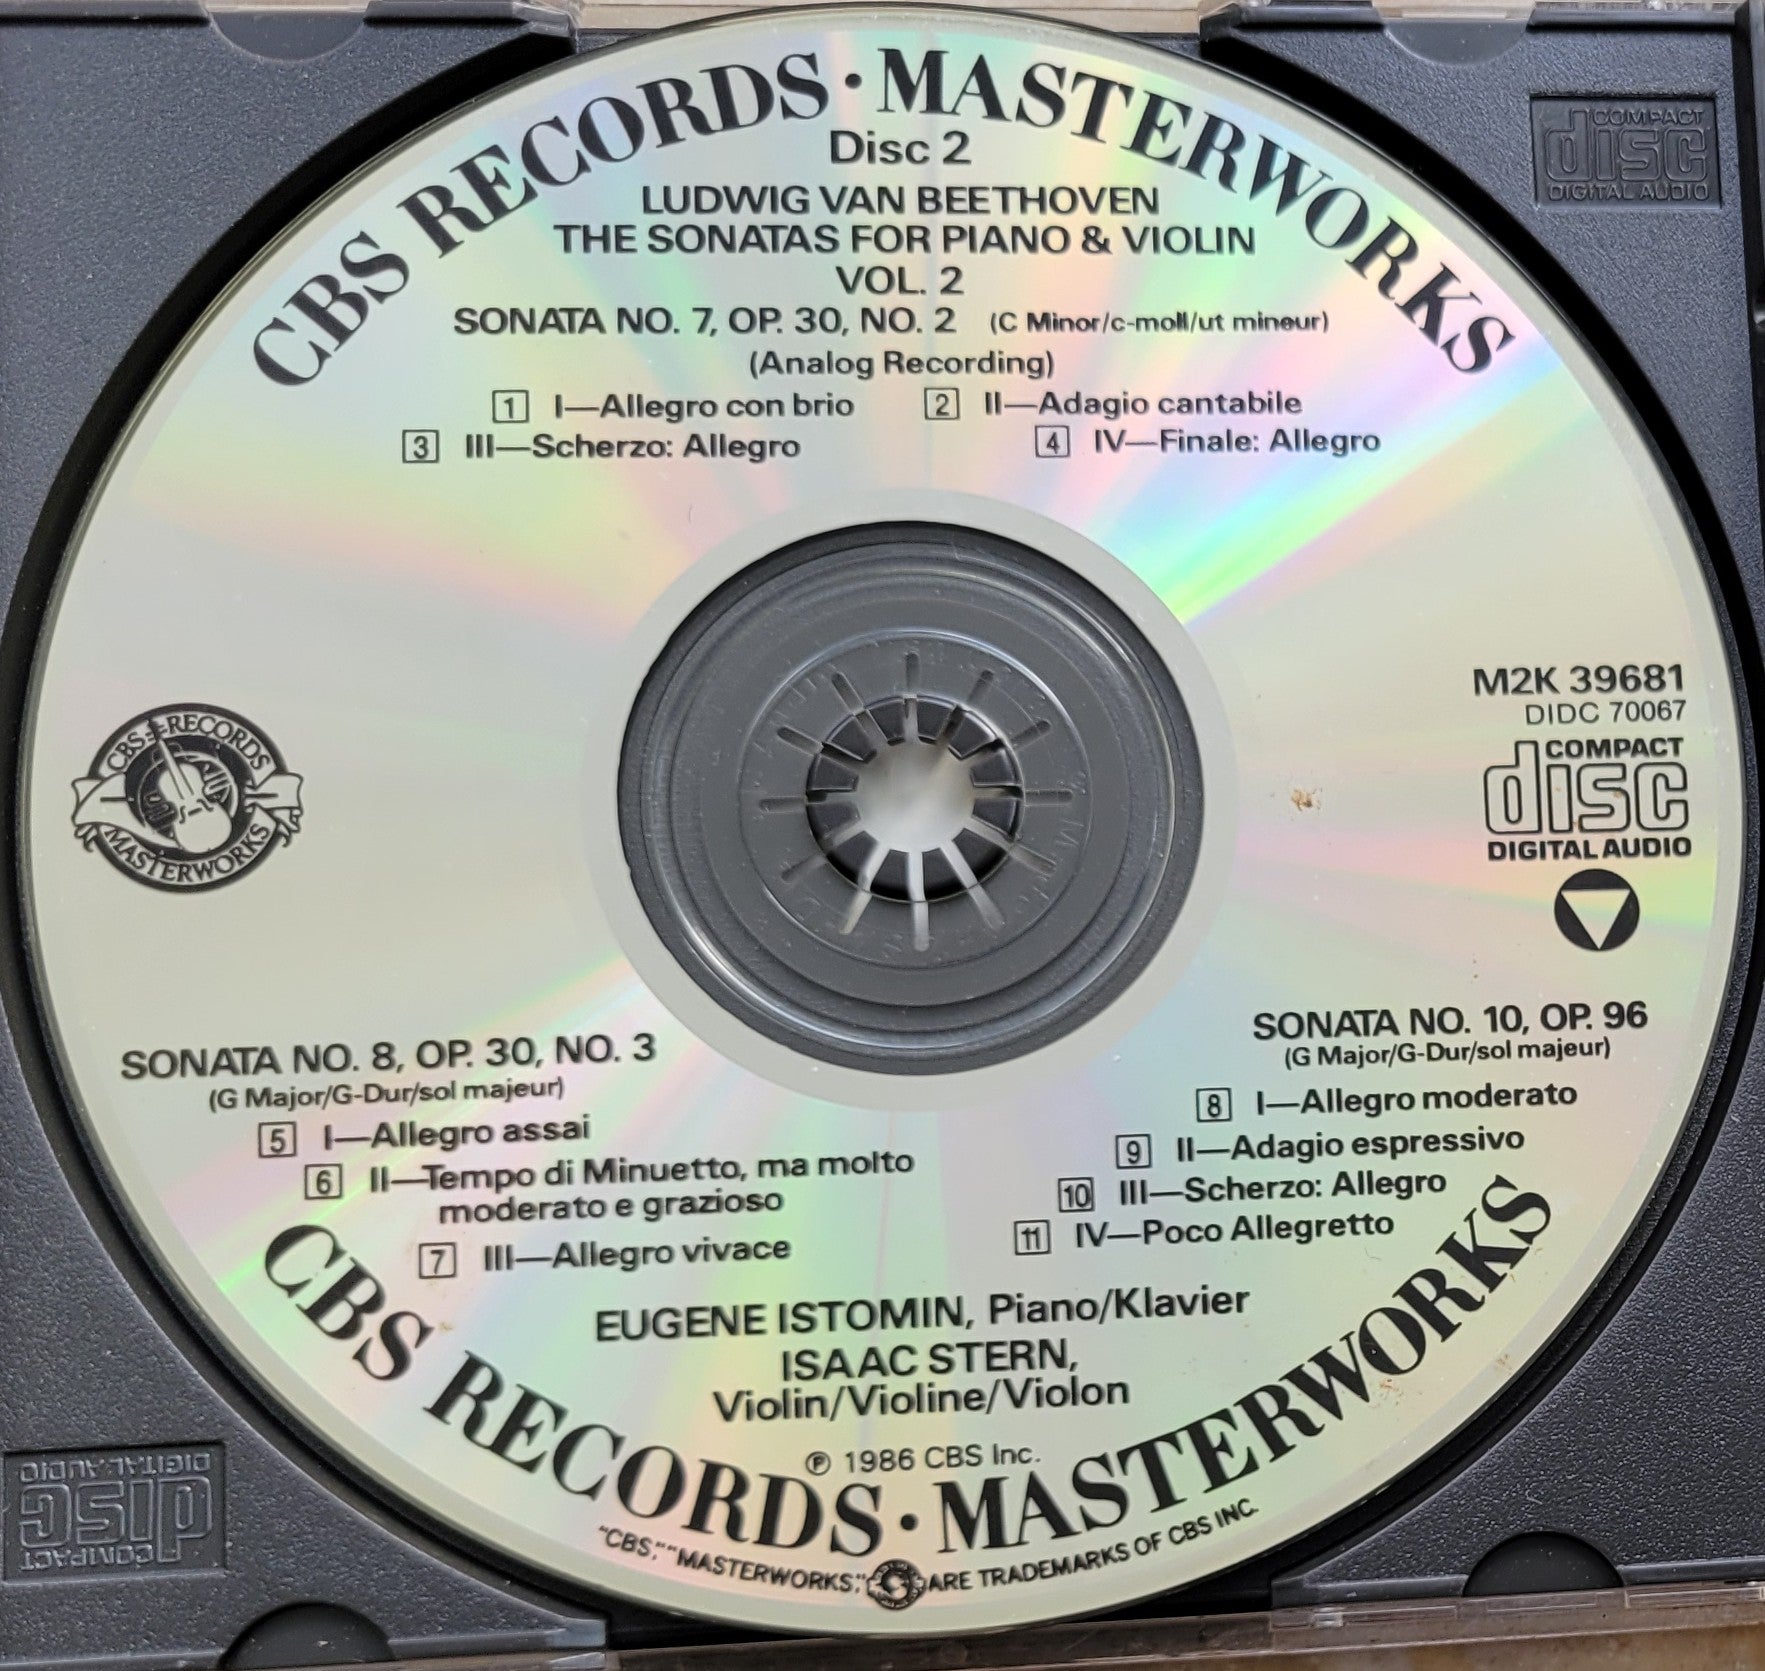 CBS RECORDS · MASTERWORKS
Disc 2
LUDWIG VAN BEETHOVEN
THE SONATAS FOR PIANO & VIOLIN
VOL. 2
SONATA NO. 7, OP. 30, NO. 2 (C Minor/c-moll/ut mineur)
(Analog Recording)
1 I—Allegro con brio 2 II—Adagio cantabile
3 III—Scherzo: Allegro 4 IV—Finale: Allegro
COMPACT
disc
DIGITAL AUDIO
CBS RECORDS
MASTERWORKS
M2K 39681
DIDC 70067
COMPACT
disc
DIGITAL AUDIO
SONATA NO. 8, OP. 30, NO. 3
(G Major/G-Dur/sol majeur)
5 I—Allegro assai
6 II—Tempo di Minuetto, ma molto
moderato e grazioso
7 III—Allegro vivace
SONATA NO. 10, OP. 96
(G Major/G-Dur/sol majeur)
8 I—Allegro moderato
9 II—Adagio espressivo
10 III—Scherzo: Allegro
11 IV—Poco Allegretto
EUGENE ISTOMIN, Piano/Klavier
ISAAC STERN,
Violin/Violine/Violon
℗ 1986 CBS Inc.
CBS RECORDS · MASTERWORKS
"CBS," "MASTERWORKS," ARE TRADEMARKS OF CBS INC.
COMPACT
disc
DIGITAL AUDIO